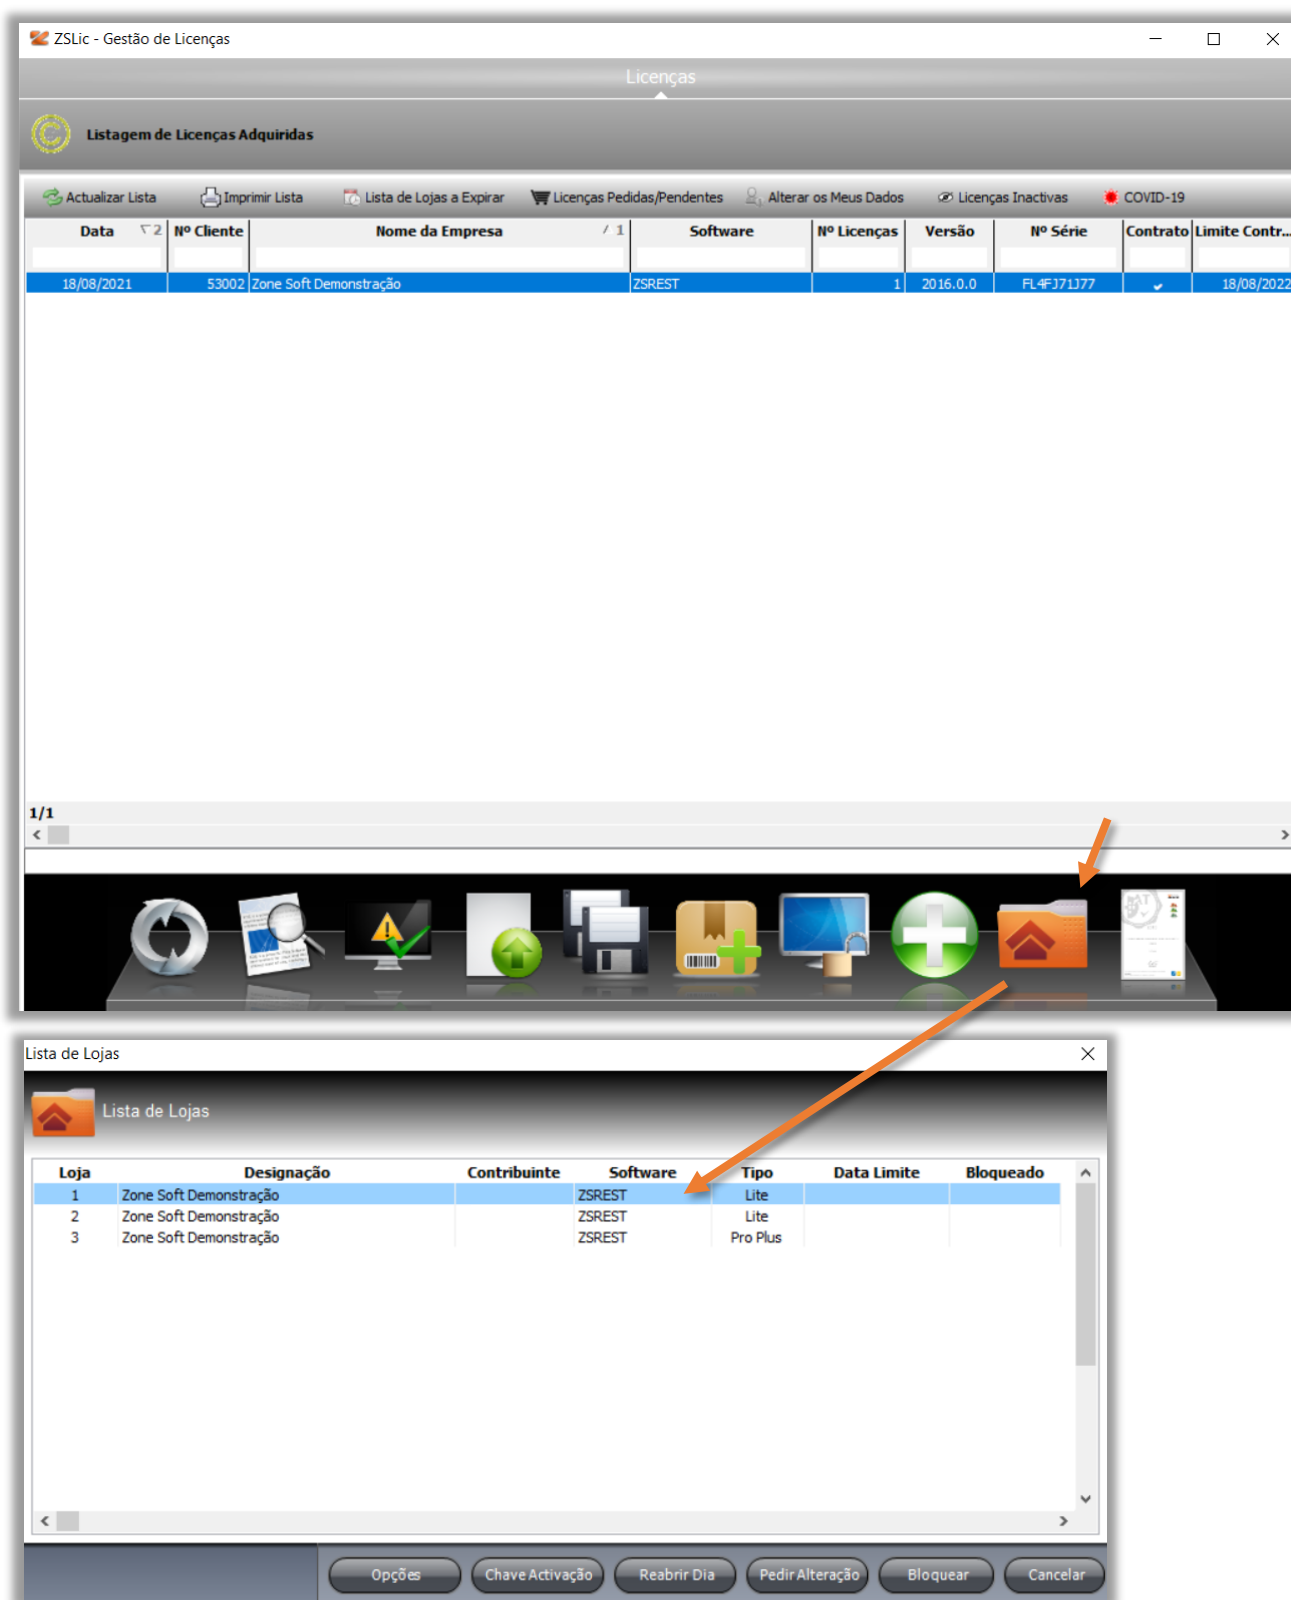 ZSLic - Gestão de Licenças
Licenças
Listagem de Licenças Adquiridas
Actualizar Lista Imprimir Lista Lista de Lojas a Expirar Licenças Pedidas/Pendentes Alterar os Meus Dados Licenças Inactivas COVID-19
Data 2 Nº Cliente Nome da Empresa 1 Software Nº Licenças Versão Nº Série Contrato Limite Contr...
18/08/2021 53002 Zone Soft Demonstração ZSREST 1 2016.0.0 FL4FJ71J77 18/08/2022
1/1
Lista de Lojas
Lista de Lojas
Loja Designação Contribuinte Software Tipo Data Limite Bloqueado
1 Zone Soft Demonstração ZSREST Lite
2 Zone Soft Demonstração ZSREST Lite
3 Zone Soft Demonstração ZSREST Pro Plus
Opções Chave Activação Reabrir Dia Pedir Alteração Bloquear Cancelar